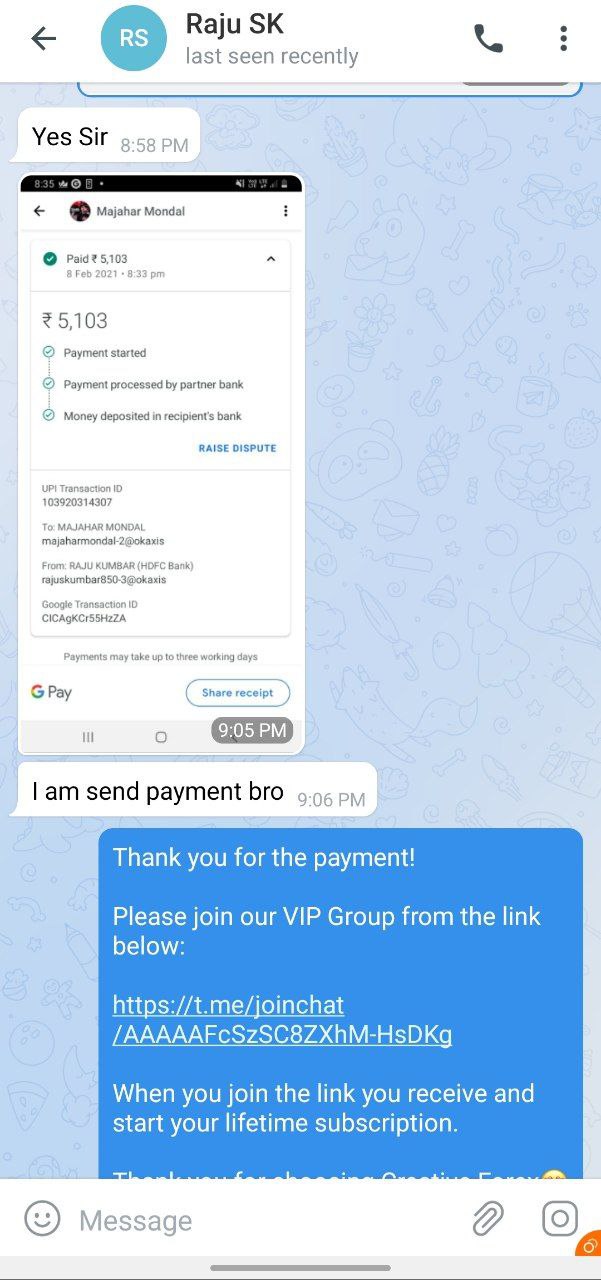 RS
Raju SK
last seen recently
Yes Sir 8:58 PM
8:35
Majahar Mondal
Paid ₹ 5,103
8 Feb 2021 • 8:33 pm
₹ 5,103
Payment started
Payment processed by partner bank
Money deposited in recipient's bank
RAISE DISPUTE
UPI Transaction ID
103920314307
To: MAJAHAR MONDAL
majaharmondal-2@okaxis
From: RAJU KUMBAR (HDFC Bank)
rajuskumbar850-3@okaxis
Google Transaction ID
CICAgKCr55HzZA
Payments may take up to three working days
G Pay
Share receipt
9:05 PM
I am send payment bro 9:06 PM
Thank you for the payment!
Please join our VIP Group from the link
below:
https://t.me/joinchat
/AAAAAFcSzSC8ZXhM-HsDKg
When you join the link you receive and
start your lifetime subscription.
Thank you for choosing Creative Forex
Message